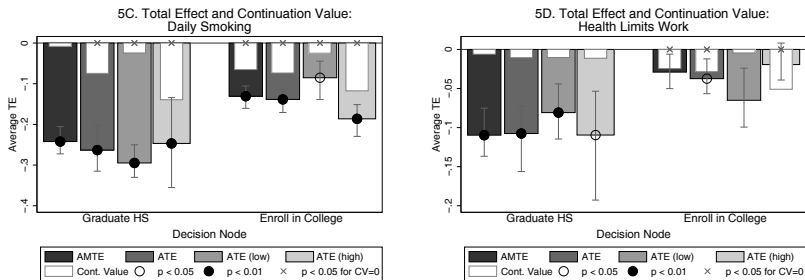 5C. Total Effect and Continuation Value:
Daily Smoking
0
-.1
-.2
-.3
-.4
Average TE
Graduate HS
Enroll in College
Decision Node
AMTE
ATE
ATE (low)
ATE (high)
Cont. Value
p < 0.05
p < 0.01
p < 0.05 for CV=0
5D. Total Effect and Continuation Value:
Health Limits Work
0
-.05
-.1
-.15
-.2
Average TE
Graduate HS
Enroll in College
Decision Node
AMTE
ATE
ATE (low)
ATE (high)
Cont. Value
p < 0.05
p < 0.01
p < 0.05 for CV=0